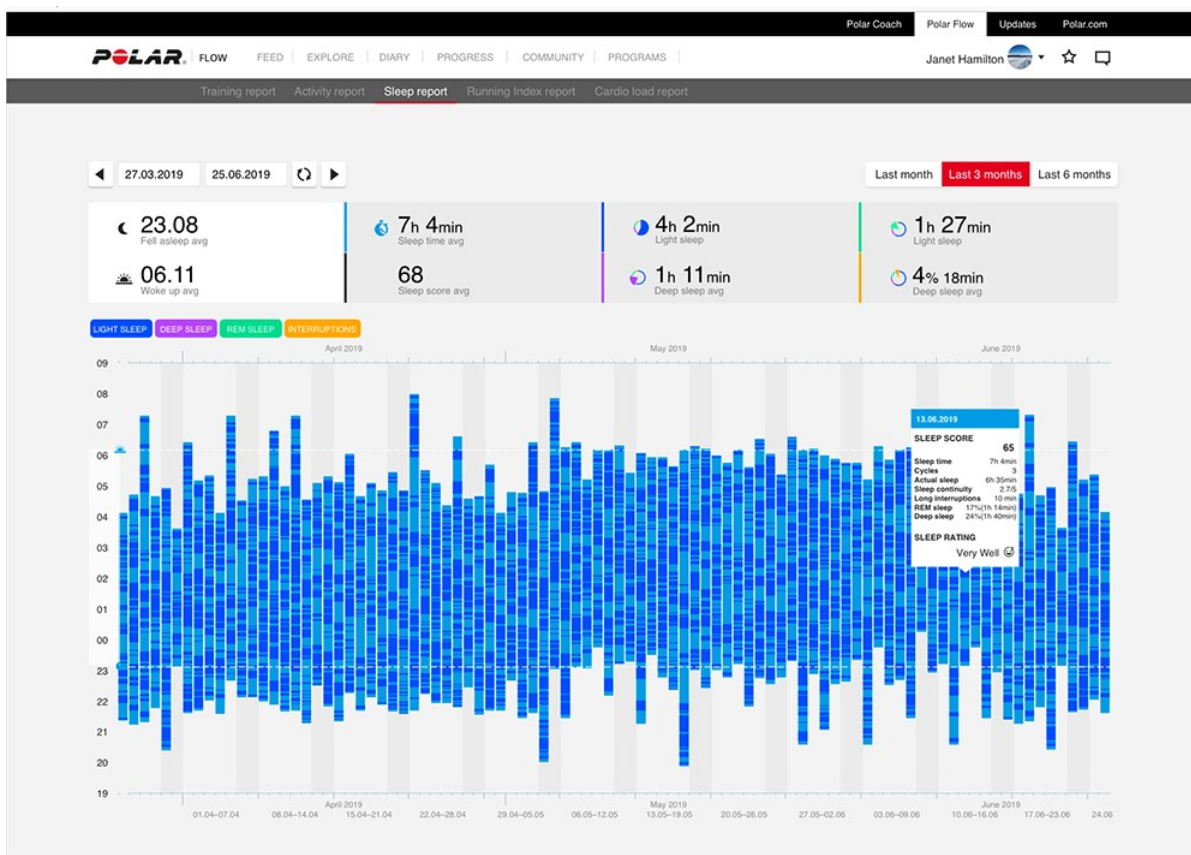 Polar Coach Polar Flow Updates Polar.com
POLAR. FLOW FEED EXPLORE DIARY PROGRESS COMMUNITY PROGRAMS Janet Hamilton
Training report Activity report Sleep report Running Index report Cardio load report
27.03.2019 25.06.2019 Last month Last 3 months Last 6 months
23.08 7h 4min 4h 2min 1h 27min
Fell asleep avg Sleep time avg Light sleep Light sleep
06.11 68 1h 11min 4% 18min
Woke up avg Sleep score avg Deep sleep avg Deep sleep avg
LIGHT SLEEP DEEP SLEEP REM SLEEP INTERRUPTIONS
April 2019 May 2019 June 2019
09
08
07
06
05
04
03
02
01
00
23
22
21
20
19
13.06.2019
SLEEP SCORE
65
Sleep time 7h 4min
Cycles 3
Actual sleep 6h 35min
Sleep continuity 2.7/5
Long interruptions 10 min
REM sleep 17%(1h 14min)
Deep sleep 24%(1h 40min)
SLEEP RATING
Very Well
April 2019 May 2019 June 2019
01.04–07.04 08.04–14.04 15.04–21.04 22.04–28.04 29.04–05.05 06.05–12.05 13.05–19.05 20.05–26.05 27.05–02.06 03.06–09.06 10.06–16.06 17.06–23.06 24.06